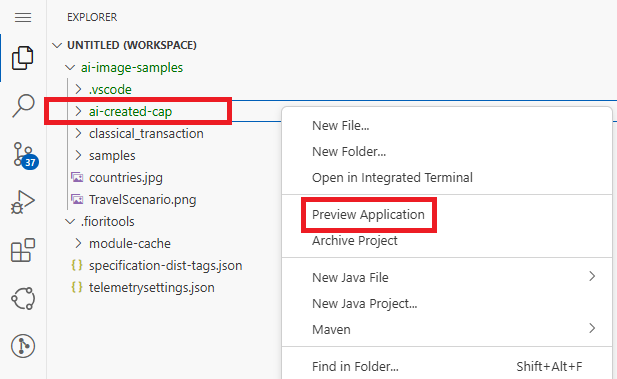 EXPLORER
UNTITLED (WORKSPACE)
ai-image-samples
.vscode
ai-created-cap
classical_transaction
samples
countries.jpg
TravelScenario.png
.fioritools
module-cache
{} specification-dist-tags.json
{} telemetrysettings.json
37
New File...
New Folder...
Open in Integrated Terminal
Preview Application
Archive Project
New Java File
New Java Project...
Maven
Find in Folder... Shift+Alt+F